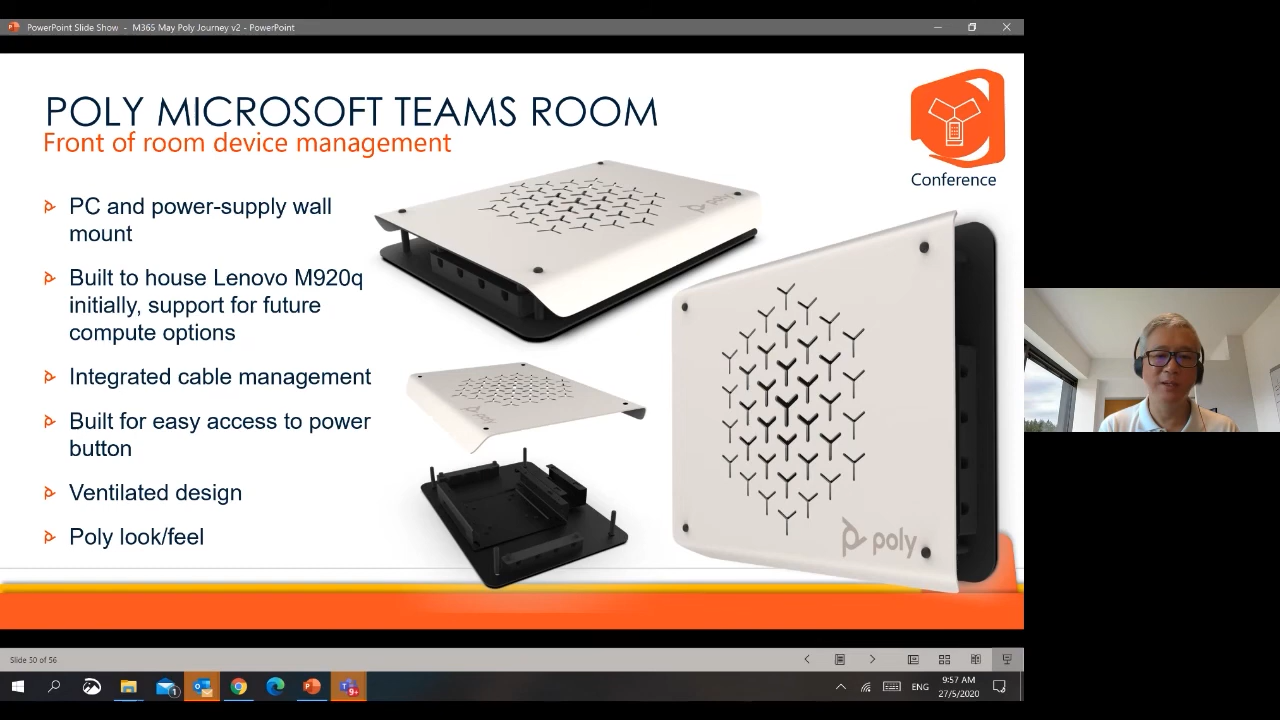 PowerPoint Slide Show - M365 May Poly Journey v2 - PowerPoint
POLY MICROSOFT TEAMS ROOM
Front of room device management
Conference
PC and power-supply wall
mount
Built to house Lenovo M920q
initially, support for future
compute options
Integrated cable management
Built for easy access to power
button
Ventilated design
Poly look/feel
poly
poly
poly
Slide 50 of 56
1
9+
ENG
9:57 AM
27/5/2020